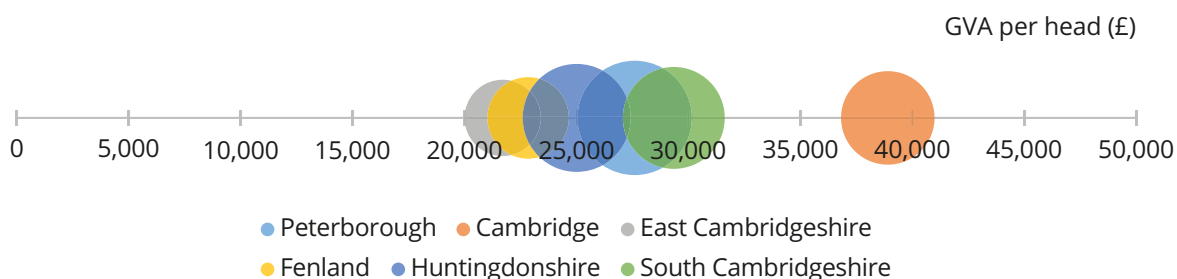 GVA per head (£)
0 5,000 10,000 15,000 20,000 25,000 30,000 35,000 40,000 45,000 50,000
Peterborough Cambridge East Cambridgeshire
Fenland Huntingdonshire South Cambridgeshire